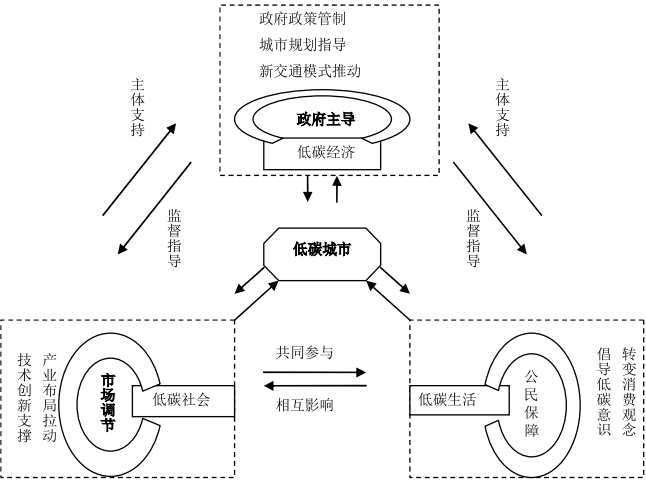 政府政策管制
城市规划指导
新交通模式推动
政府主导
低碳经济
主体支持
监督指导
主体支持
监督指导
低碳城市
技术创新支撑
产业布局拉动
市场调节
低碳社会
共同参与
相互影响
低碳生活
公民保障
倡导低碳意识
转变消费观念